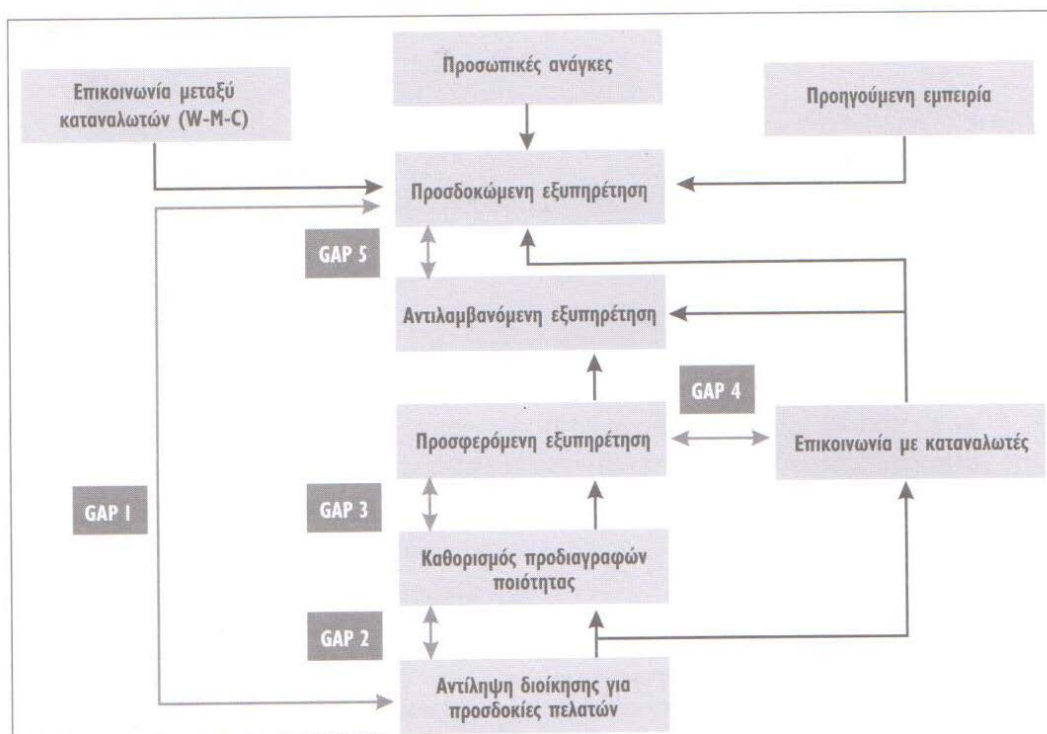 Προσωπικές ανάγκες
Επικοινωνία μεταξύ
καταναλωτών (W-M-C)
Προηγούμενη εμπειρία
Προσδοκώμενη εξυπηρέτηση
GAP 5
Αντιλαμβανόμενη εξυπηρέτηση
GAP 4
Προσφερόμενη εξυπηρέτηση
Επικοινωνία με καταναλωτές
GAP 1
GAP 3
Καθορισμός προδιαγραφών
ποιότητας
GAP 2
Αντίληψη διοίκησης για
προσδοκίες πελατών